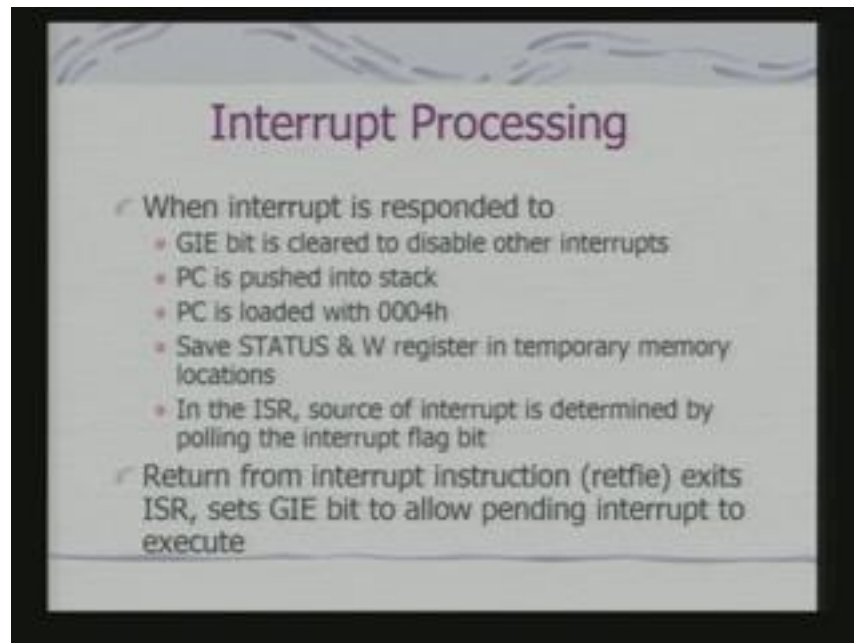 Interrupt Processing
When interrupt is responded to
GIE bit is cleared to disable other interrupts
PC is pushed into stack
PC is loaded with 0004h
Save STATUS & W register in temporary memory
locations
In the ISR, source of interrupt is determined by
polling the interrupt flag bit
Return from interrupt instruction (retfie) exits
ISR, sets GIE bit to allow pending interrupt to
execute